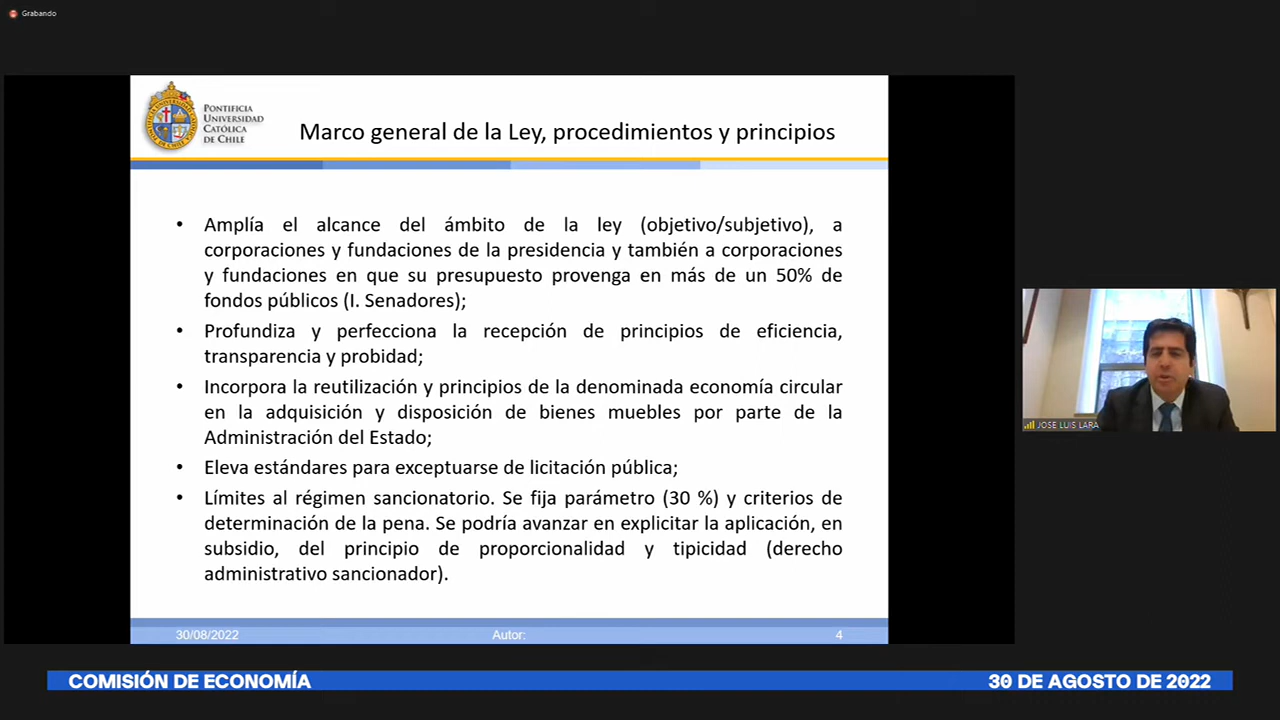 Grabando
PONTIFICIA
UNIVERSIDAD
CATÓLICA
DE CHILE
Marco general de la Ley, procedimientos y principios
• Amplía el alcance del ámbito de la ley (objetivo/subjetivo), a
corporaciones y fundaciones de la presidencia y también a corporaciones
y fundaciones en que su presupuesto provenga en más de un 50% de
fondos públicos (I. Senadores);
• Profundiza y perfecciona la recepción de principios de eficiencia,
transparencia y probidad;
• Incorpora la reutilización y principios de la denominada economía circular
en la adquisición y disposición de bienes muebles por parte de la
Administración del Estado;
• Eleva estándares para exceptuarse de licitación pública;
• Límites al régimen sancionatorio. Se fija parámetro (30 %) y criterios de
determinación de la pena. Se podría avanzar en explicitar la aplicación, en
subsidio, del principio de proporcionalidad y tipicidad (derecho
administrativo sancionador).
30/08/2022 Autor: 4
JOSE LUIS LARA
COMISIÓN DE ECONOMÍA 30 DE AGOSTO DE 2022